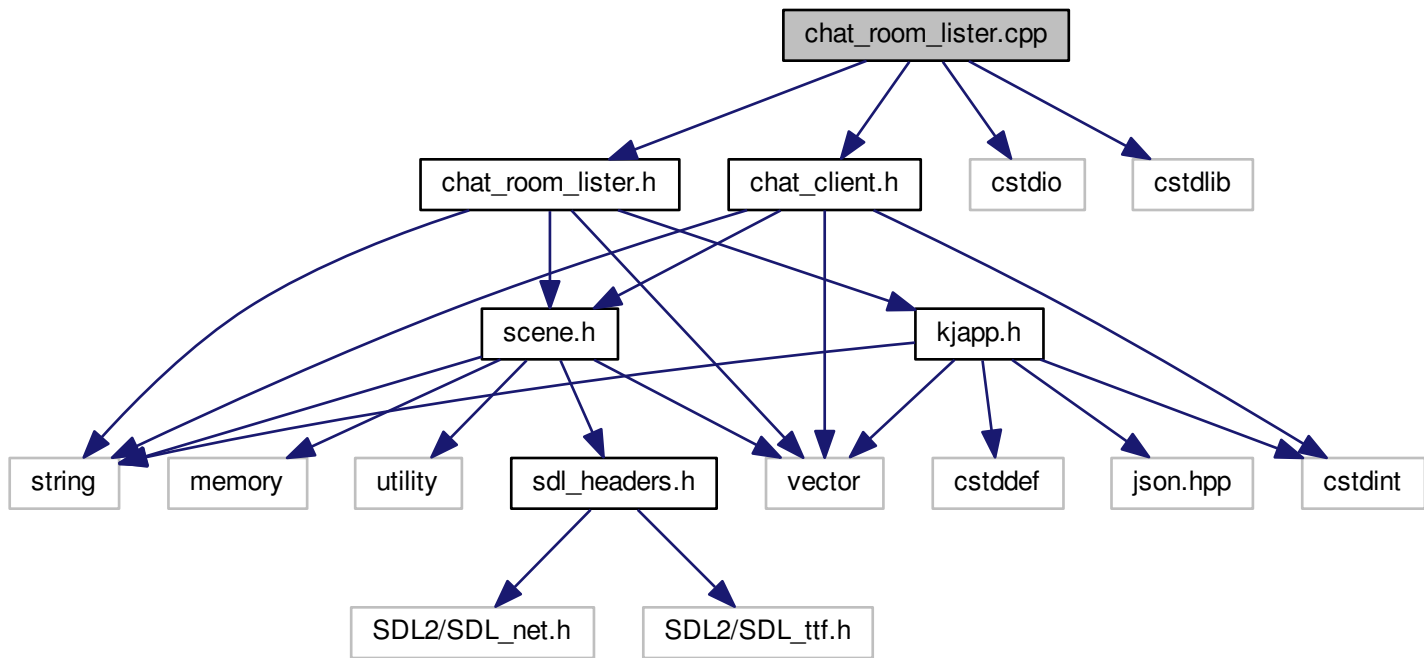 chat_room_lister.cpp
chat_room_lister.h
chat_client.h
cstdio
cstdlib
scene.h
kjapp.h
string
memory
utility
sdl_headers.h
vector
cstddef
json.hpp
cstdint
SDL2/SDL_net.h
SDL2/SDL_ttf.h